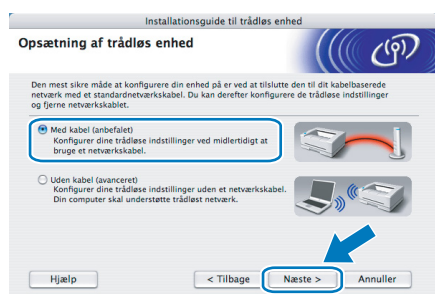 Installationsguide til trådløs enhed
Opsætning af trådløs enhed
Den mest sikre måde at konfigurere din enhed på er ved at tilslutte den til dit kabelbaserede
netværk med et standardnetværkskabel. Du kan derefter konfigurere de trådløse indstillinger
og fjerne netværkskablet.
Med kabel (anbefalet)
Konfigurer dine trådløse indstillinger ved midlertidigt at
bruge et netværkskabel.
Uden kabel (avanceret)
Konfigurer dine trådløse indstillinger uden et netværkskabel.
Din computer skal understøtte trådløst netværk.
Hjælp
< Tilbage
Næste >
Annuller